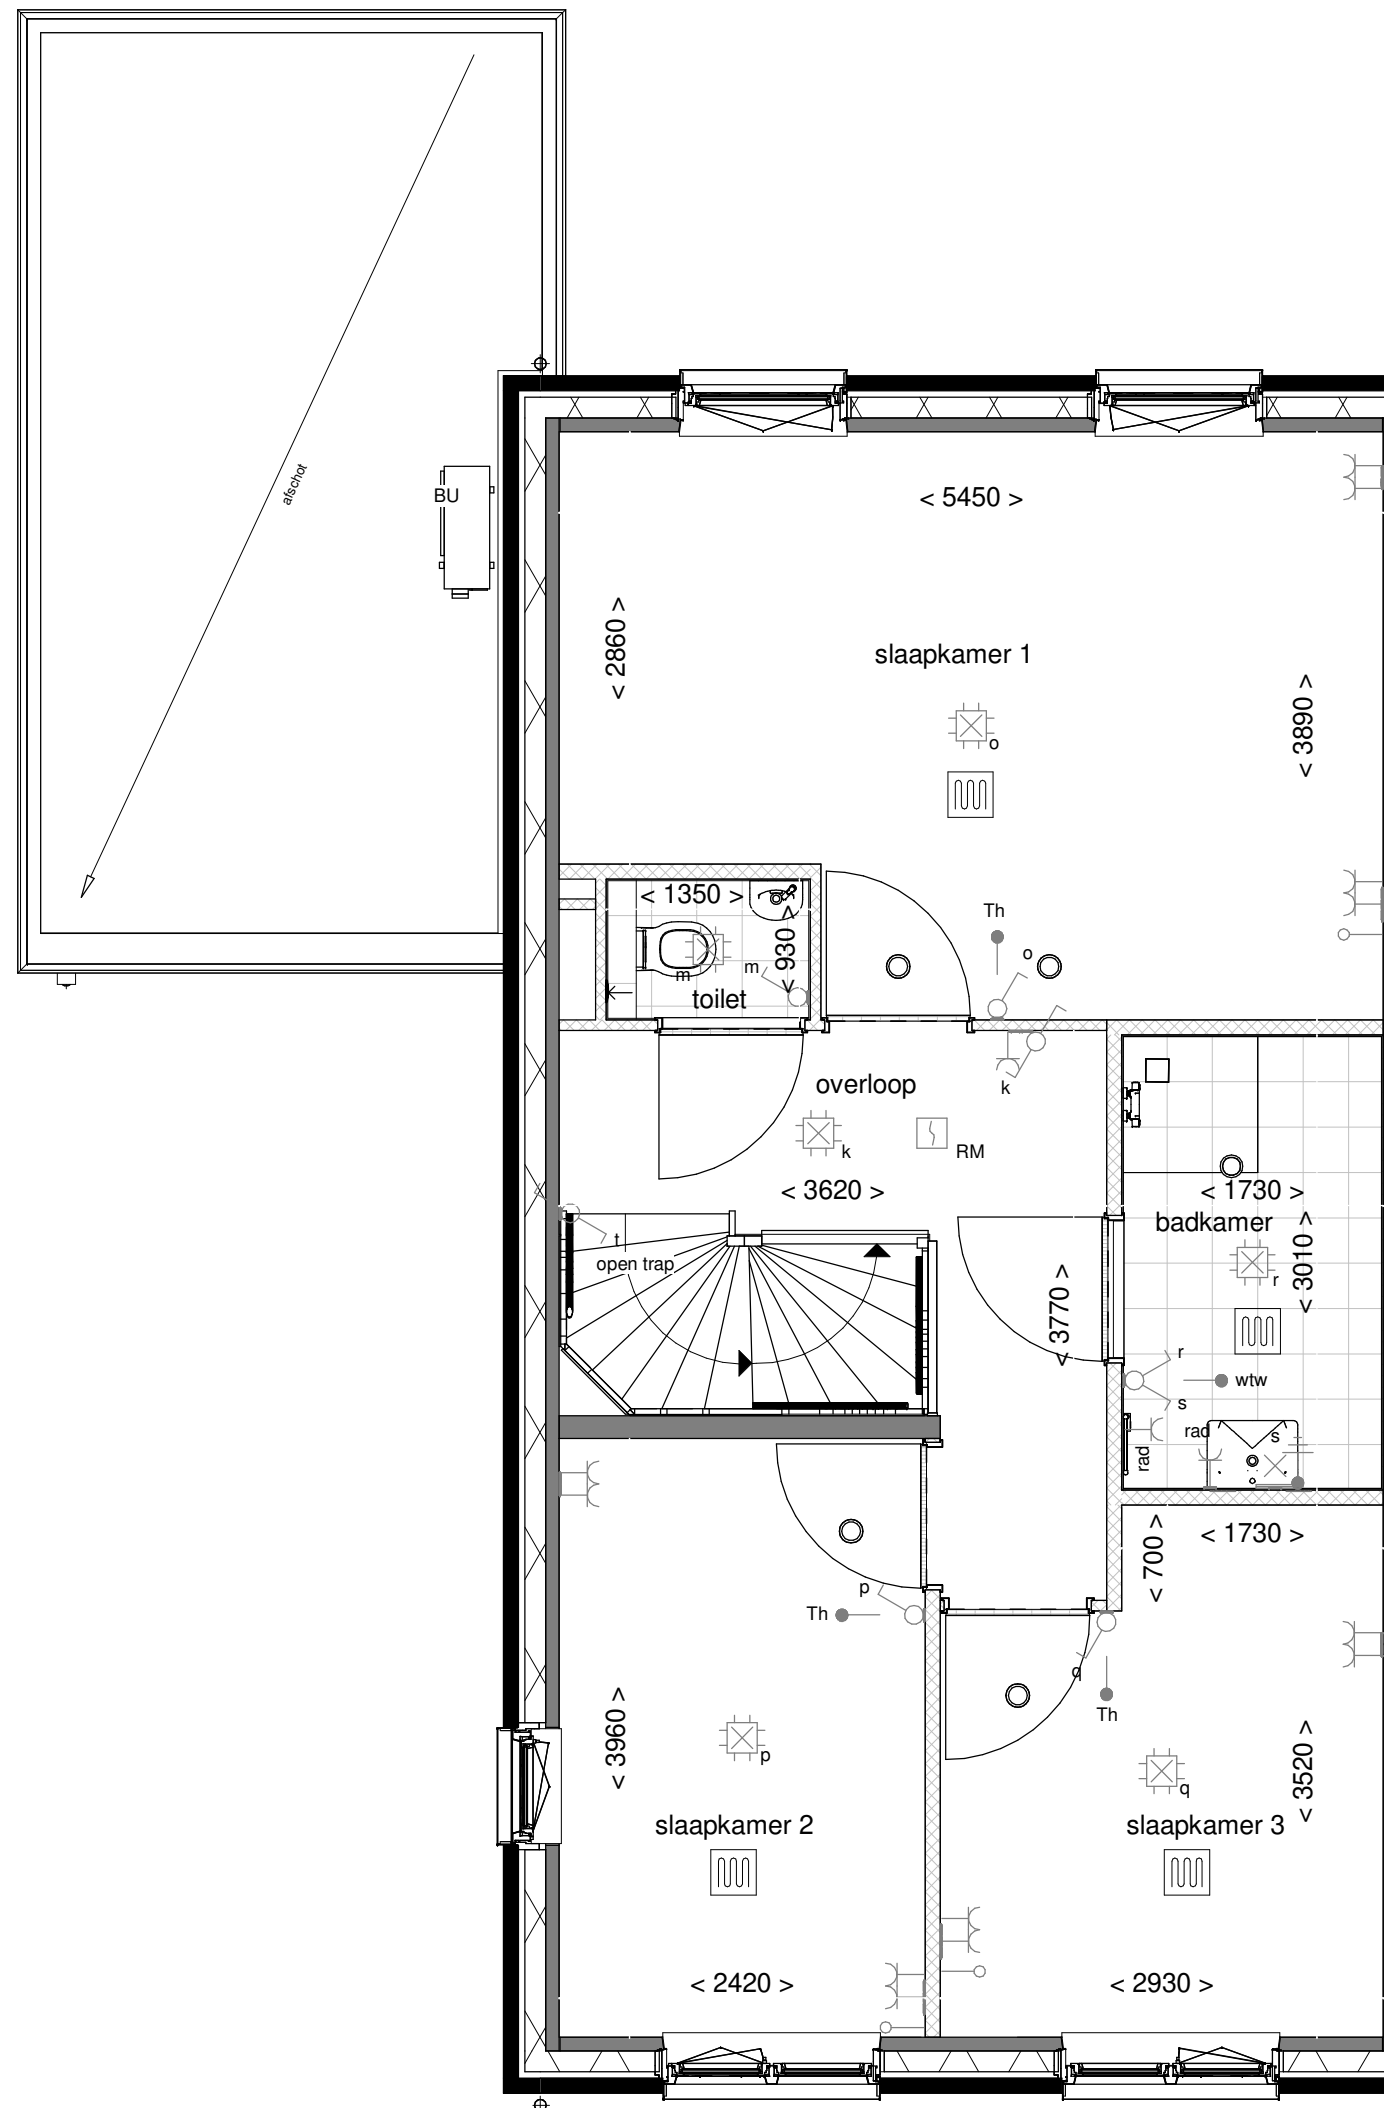 afschot
BU
< 5450 >
< 2860 >
slaapkamer 1
< 3890 >
o
< 1350 >
< 930 >
m
m
toilet
Th
o
k
overloop
k
RM
< 3620 >
t
open trap
< 3770 >
< 1730 >
badkamer
< 3010 >
r
r
wtw
s
rad
rad
s
< 700 >
< 1730 >
p
Th
q
Th
< 3960 >
p
slaapkamer 2
q
< 3520 >
slaapkamer 3
< 2420 >
< 2930 >